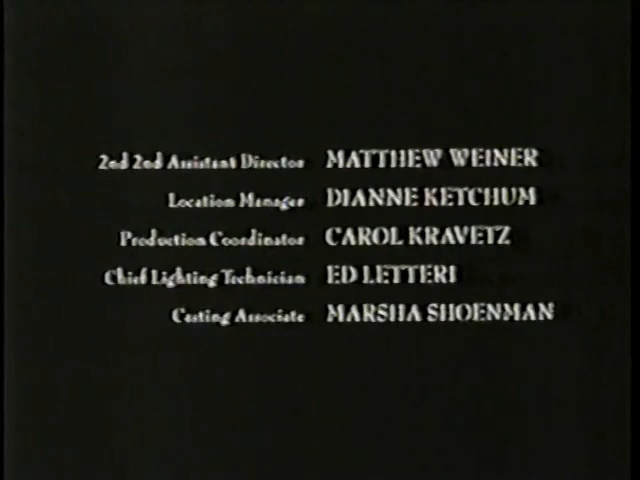 2nd 2nd Assistant Director MATTHEW WEINER
Location Manager DIANNE KETCHUM
Production Coordinator CAROL KRAVETZ
Chief Lighting Technician ED LETTERI
Casting Associate MARSHA SHOENMAN